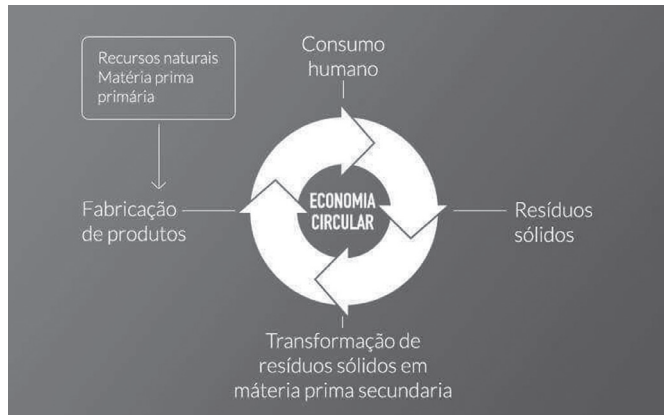 Recursos naturais
Matéria prima
primária
Consumo
humano
Fabricação
de produtos
ECONOMIA
CIRCULAR
Resíduos
sólidos
Transformação de
resíduos sólidos em
máteria prima secundaria